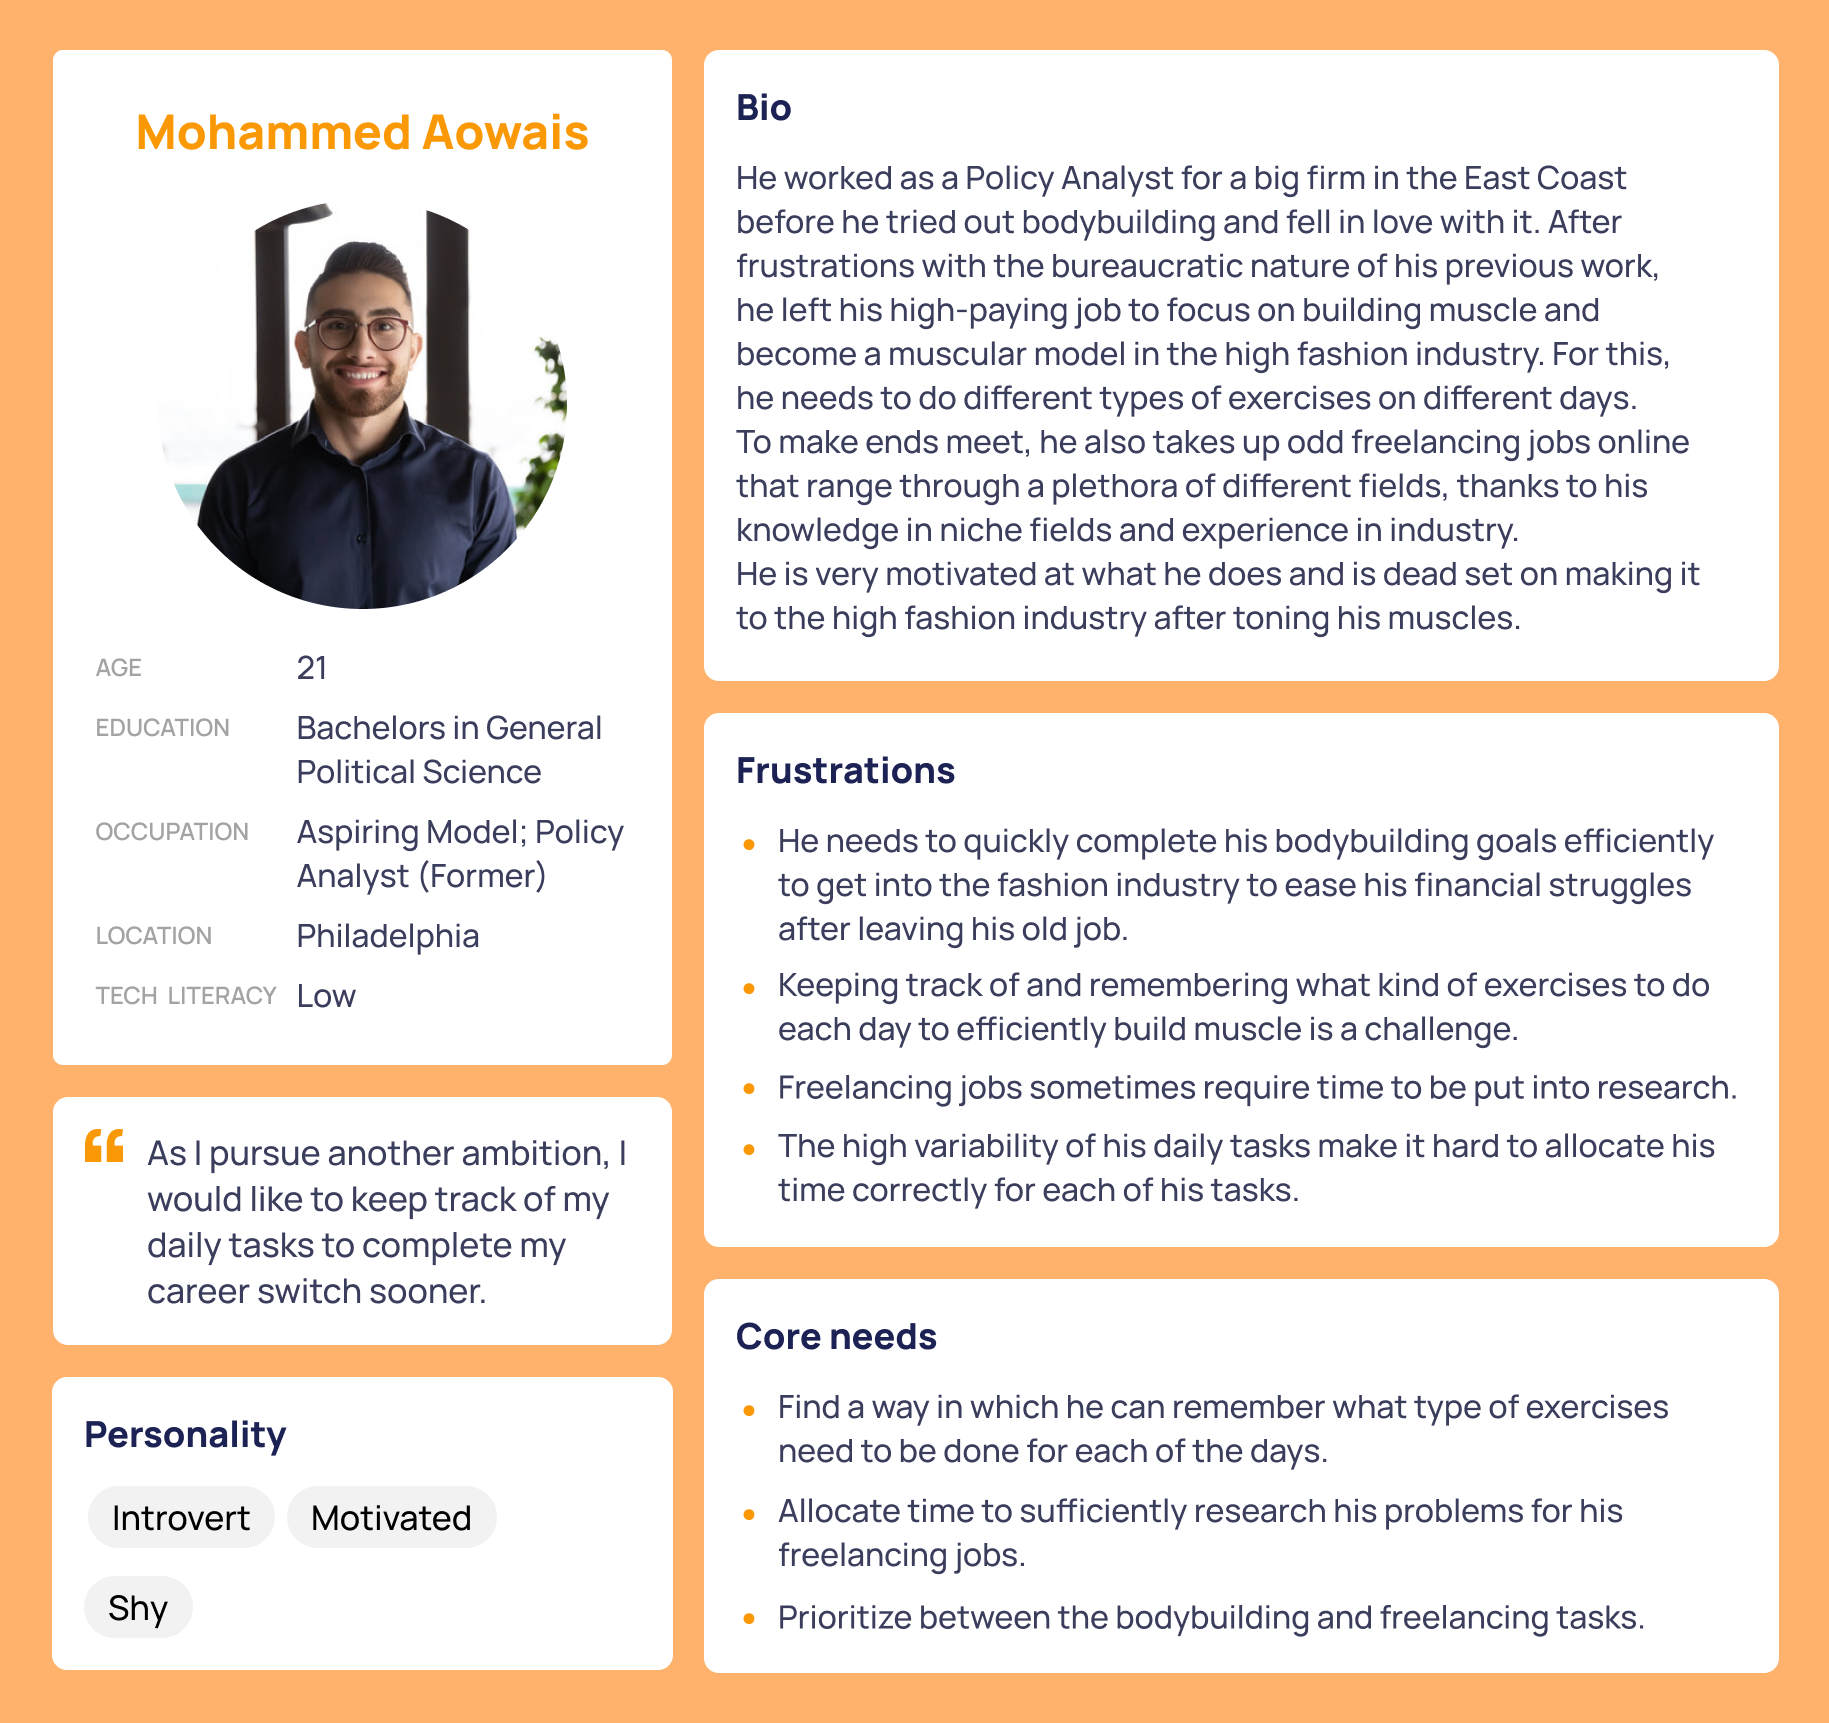 Mohammed Aowais
AGE 21
EDUCATION Bachelors in General
Political Science
OCCUPATION Aspiring Model; Policy
Analyst (Former)
LOCATION Philadelphia
TECH LITERACY Low
“ As I pursue another ambition, I
would like to keep track of my
daily tasks to complete my
career switch sooner.
Personality
Introvert Motivated
Shy
Bio
He worked as a Policy Analyst for a big firm in the East Coast
before he tried out bodybuilding and fell in love with it. After
frustrations with the bureaucratic nature of his previous work,
he left his high-paying job to focus on building muscle and
become a muscular model in the high fashion industry. For this,
he needs to do different types of exercises on different days.
To make ends meet, he also takes up odd freelancing jobs online
that range through a plethora of different fields, thanks to his
knowledge in niche fields and experience in industry.
He is very motivated at what he does and is dead set on making it
to the high fashion industry after toning his muscles.
Frustrations
• He needs to quickly complete his bodybuilding goals efficiently
to get into the fashion industry to ease his financial struggles
after leaving his old job.
• Keeping track of and remembering what kind of exercises to do
each day to efficiently build muscle is a challenge.
• Freelancing jobs sometimes require time to be put into research.
• The high variability of his daily tasks make it hard to allocate his
time correctly for each of his tasks.
Core needs
• Find a way in which he can remember what type of exercises
need to be done for each of the days.
• Allocate time to sufficiently research his problems for his
freelancing jobs.
• Prioritize between the bodybuilding and freelancing tasks.